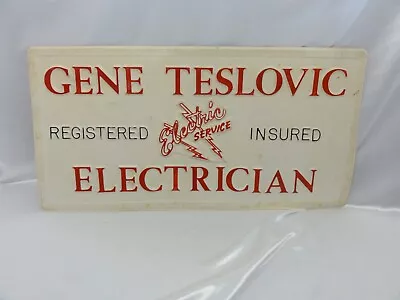 GENE TESLOVIC
REGISTERED Electric SERVICE INSURED
ELECTRICIAN